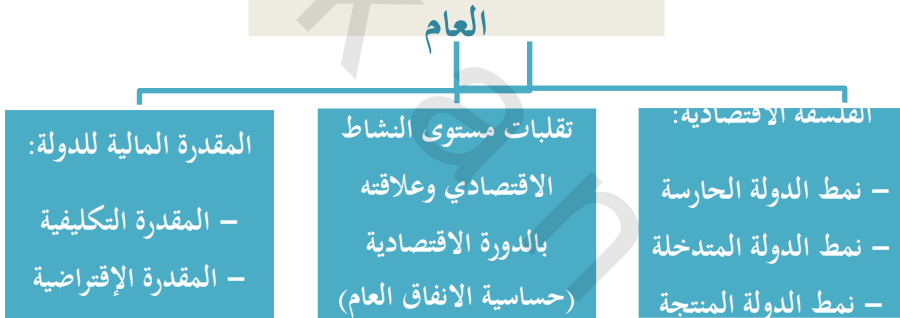 العام
الفلسفة الاقتصادية:
– نمط الدولة الحارسة
– نمط الدولة المتدخلة
– نمط الدولة المنتجة
تقلبات مستوى النشاط
الاقتصادي وعلاقته
بالدورة الاقتصادية
(حساسية الانفاق العام)
المقدرة المالية للدولة:
– المقدرة التكليفية
– المقدرة الإقتراضية